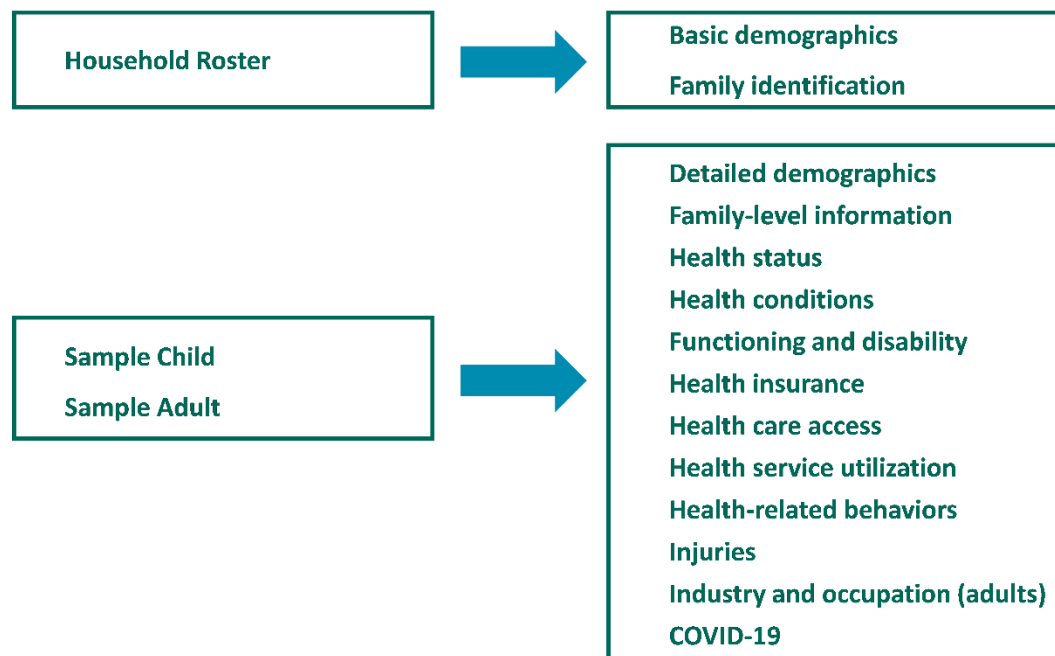 Household Roster
Basic demographics
Family identification
Sample Child
Sample Adult
Detailed demographics
Family-level information
Health status
Health conditions
Functioning and disability
Health insurance
Health care access
Health service utilization
Health-related behaviors
Injuries
Industry and occupation (adults)
COVID-19